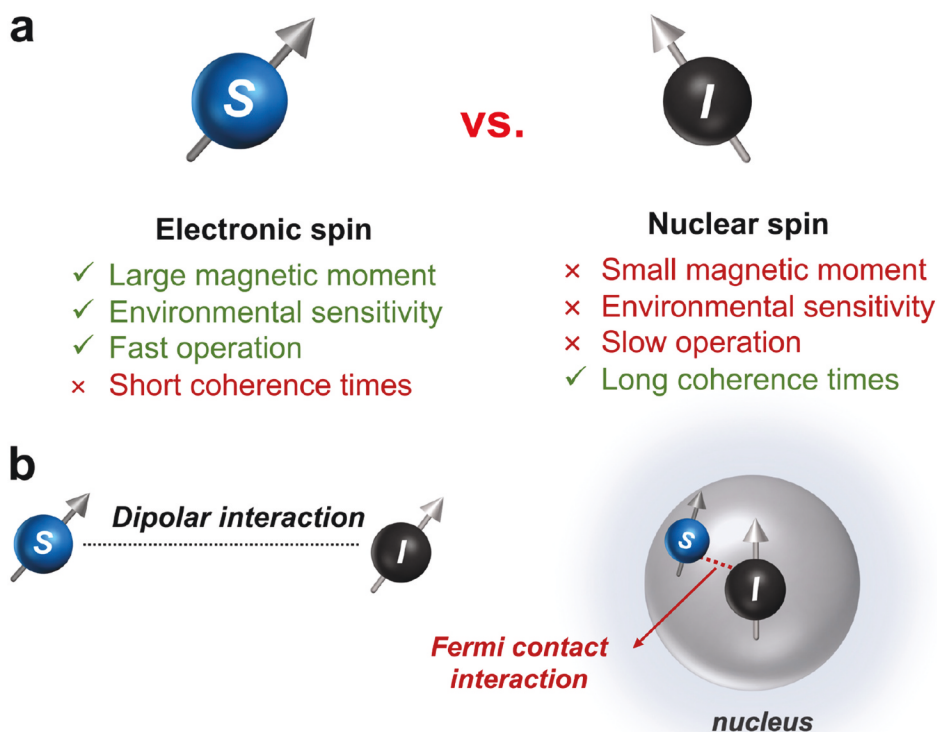 a
S
vs.
I
Electronic spin
✓ Large magnetic moment
✓ Environmental sensitivity
✓ Fast operation
× Short coherence times
Nuclear spin
× Small magnetic moment
× Environmental sensitivity
× Slow operation
✓ Long coherence times
b
S
Dipolar interaction
I
S
I
Fermi contact
interaction
nucleus